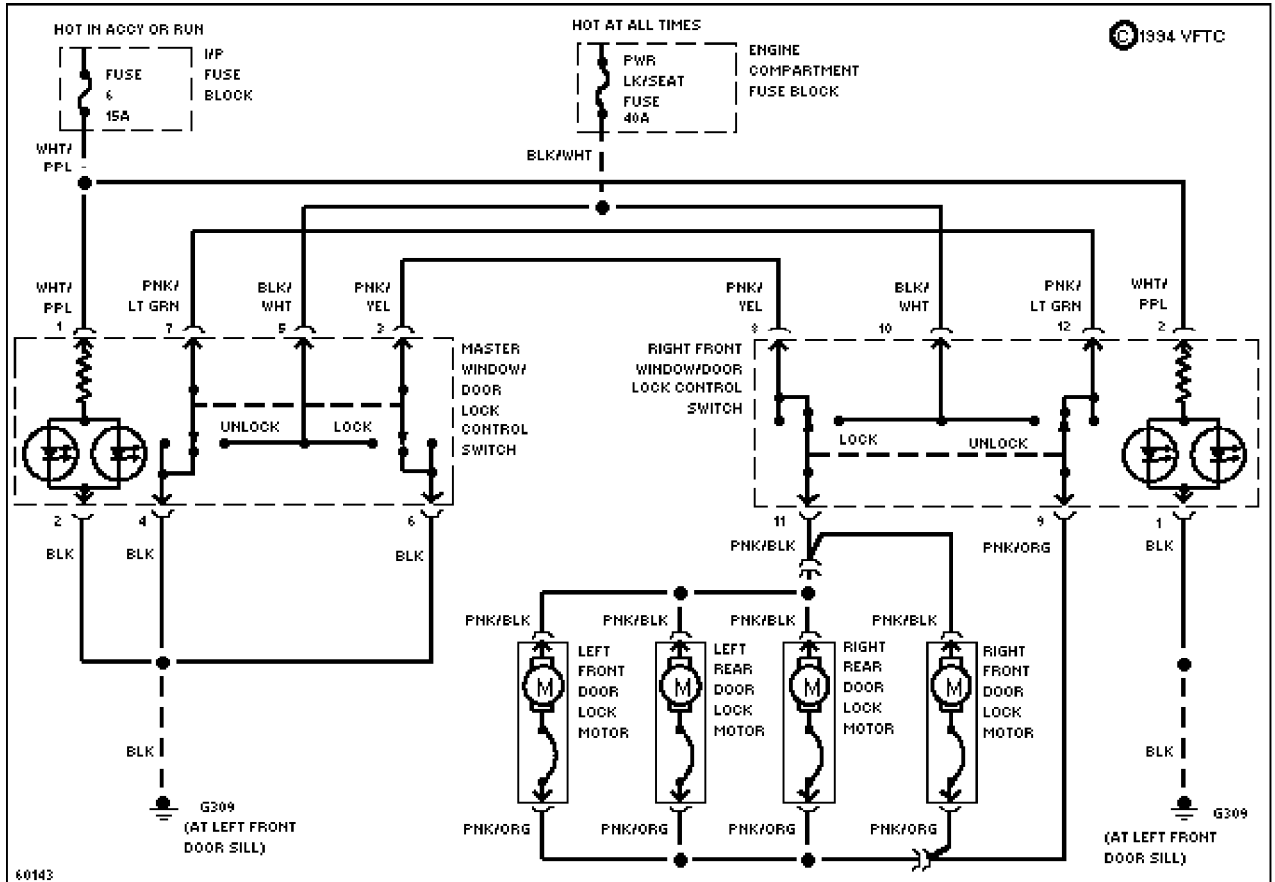 HOT IN ACCY OR RUN
HOT AT ALL TIMES
© 1994 VFTC
FUSE
6
15A
I/P
FUSE
BLOCK
PWR
LK/SEAT
FUSE
40A
ENGINE
COMPARTMENT
FUSE BLOCK
WHT/
PPL
BLK/WHT
WHT/
PPL
PNK/
LT GRN
BLK/
WHT
PNK/
YEL
PNK/
YEL
BLK/
WHT
PNK/
LT GRN
WHT/
PPL
1
7
5
3
8
10
12
2
MASTER
WINDOW/
DOOR
LOCK
CONTROL
SWITCH
RIGHT FRONT
WINDOW/DOOR
LOCK CONTROL
SWITCH
UNLOCK
LOCK
LOCK
UNLOCK
2
4
6
11
9
1
BLK
BLK
BLK
PNK/BLK
PNK/ORG
BLK
PNK/BLK
PNK/BLK
PNK/BLK
PNK/BLK
M
LEFT
FRONT
DOOR
LOCK
MOTOR
M
LEFT
REAR
DOOR
LOCK
MOTOR
M
RIGHT
REAR
DOOR
LOCK
MOTOR
M
RIGHT
FRONT
DOOR
LOCK
MOTOR
BLK
BLK
PNK/ORG
PNK/ORG
PNK/ORG
PNK/ORG
G309
(AT LEFT FRONT
DOOR SILL)
G309
(AT LEFT FRONT
DOOR SILL)
60143